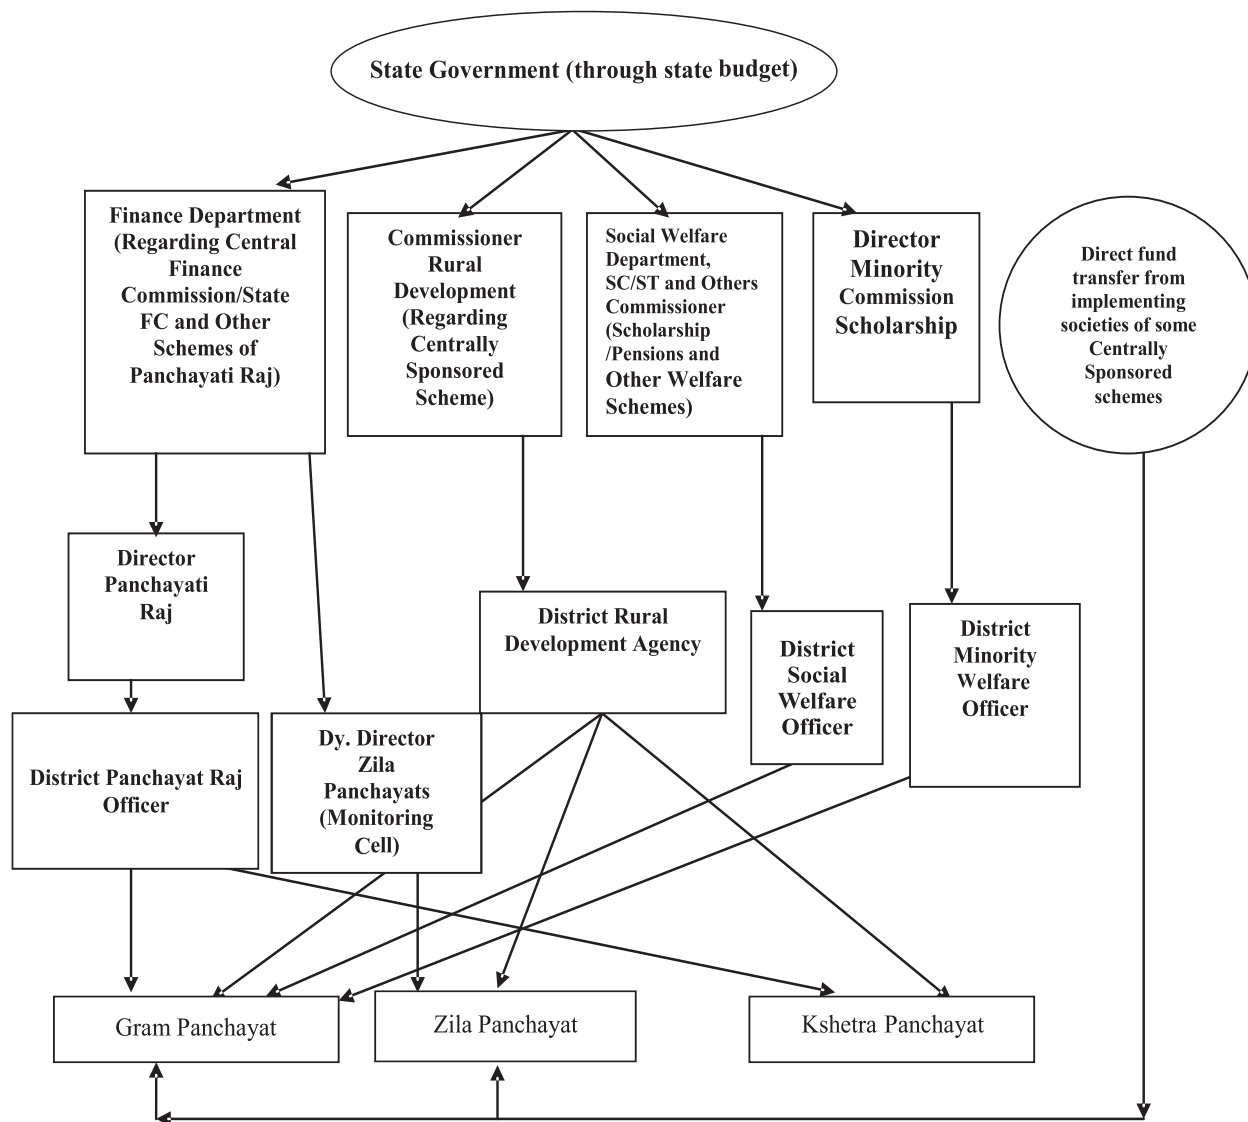 State Government (through state budget)
Finance Department
(Regarding Central
Finance
Commission/State
FC and Other
Schemes of
Panchayati Raj)
Commissioner
Rural
Development
(Regarding
Centrally
Sponsored
Scheme)
Social Welfare
Department,
SC/ST and Others
Commissioner
(Scholarship
/Pensions and
Other Welfare
Schemes)
Director
Minority
Commission
Scholarship
Direct fund
transfer from
implementing
societies of some
Centrally
Sponsored
schemes
Director
Panchayati
Raj
District Rural
Development Agency
District
Social
Welfare
Officer
District
Minority
Welfare
Officer
District Panchayat Raj
Officer
Dy. Director
Zila
Panchayats
(Monitoring
Cell)
Gram Panchayat
Zila Panchayat
Kshetra Panchayat